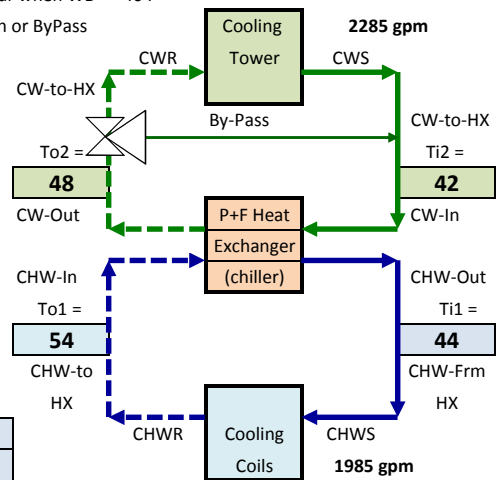 Cooling
Tower
2285 gpm
n or ByPass
CWR
CWS
CW-to-HX
By-Pass
CW-to-HX
To2 =
Ti2 =
48
42
CW-Out
CW-In
P+F Heat
Exchanger
(chiller)
CHW-In
CHW-Out
To1 =
Ti1 =
54
44
CHW-to
HX
CHW-Frm
HX
CHWR
Cooling
Coils
CHWS
1985 gpm